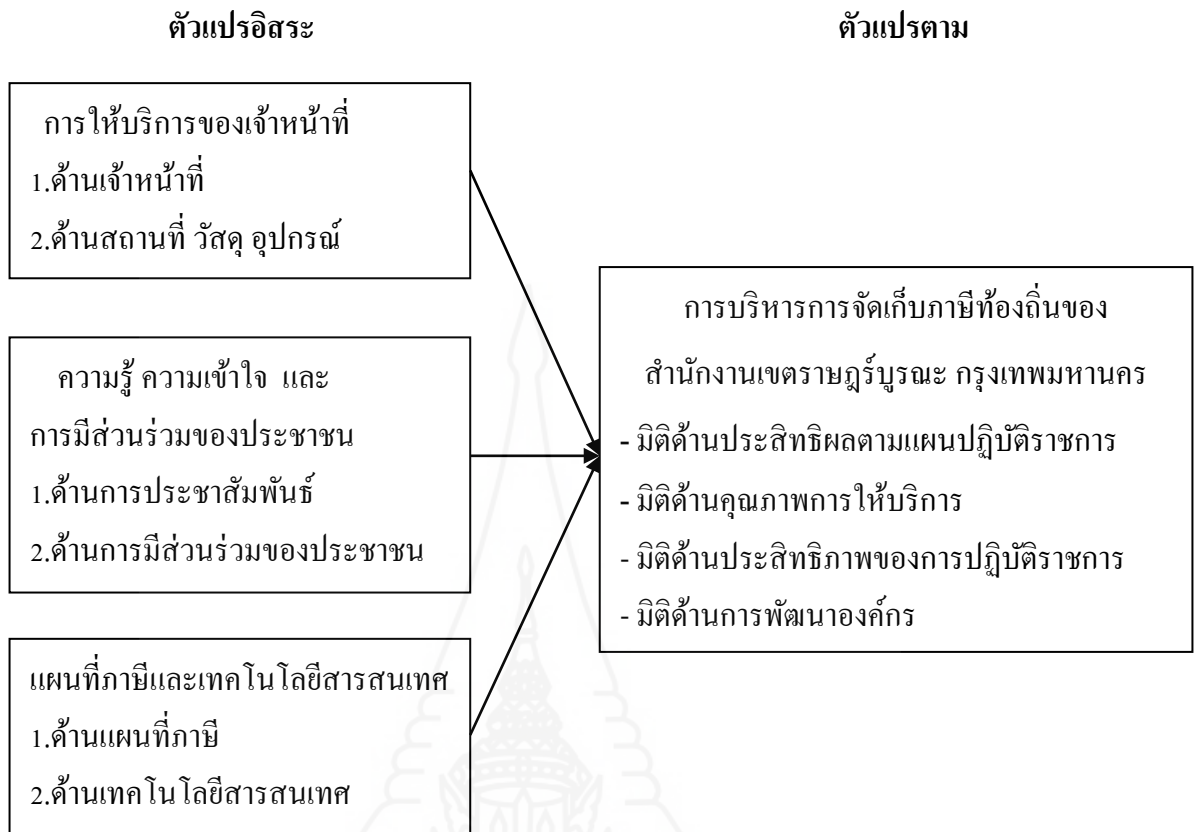 ตัวแปรอิสระ
ตัวแปรตาม
การให้บริการของเจ้าหน้าที่
1.ด้านเจ้าหน้าที่
2.ด้านสถานที่ วัสดุ อุปกรณ์
ความรู้ ความเข้าใจ และ
การมีส่วนร่วมของประชาชน
1.ด้านการประชาสัมพันธ์
2.ด้านการมีส่วนร่วมของประชาชน
แผนที่ภาษีและเทคโนโลยีสารสนเทศ
1.ด้านแผนที่ภาษี
2.ด้านเทคโนโลยีสารสนเทศ
การบริหารการจัดเก็บภาษีท้องถิ่นของ
สำนักงานเขตราษฎร์บูรณะ กรุงเทพมหานคร
- มิติด้านประสิทธิผลตามแผนปฏิบัติราชการ
- มิติด้านคุณภาพการให้บริการ
- มิติด้านประสิทธิภาพของการปฏิบัติราชการ
- มิติด้านการพัฒนาองค์กร